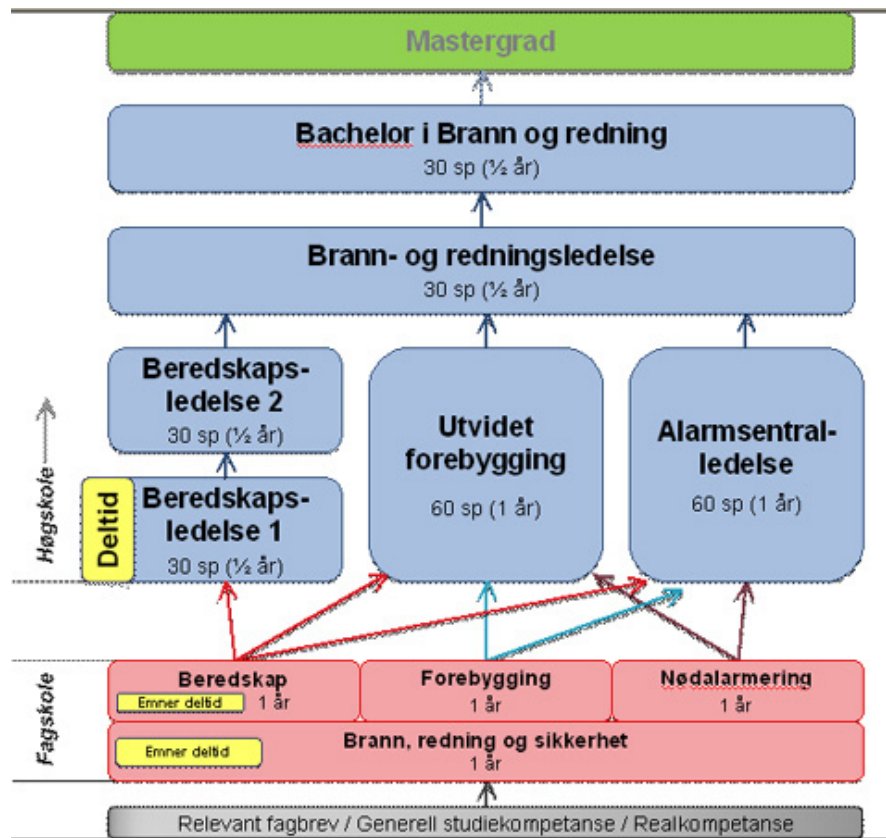 Mastergrad
Bachelor i Brann og redning
30 sp (½ år)
Brann- og redningsledelse
30 sp (½ år)
Beredskaps-
ledelse 2
30 sp (½ år)
Utvidet
forebygging
60 sp (1 år)
Alarmsentral-
ledelse
60 sp (1 år)
Høgskole
Deltid
Beredskaps-
ledelse 1
30 sp (½ år)
Fagskole
Beredskap
Emner deltid 1 år
Forebygging
1 år
Nødalarmering
1 år
Brann, redning og sikkerhet
Emner deltid
1 år
Relevant fagbrev / Generell studiekompetanse / Realkompetanse